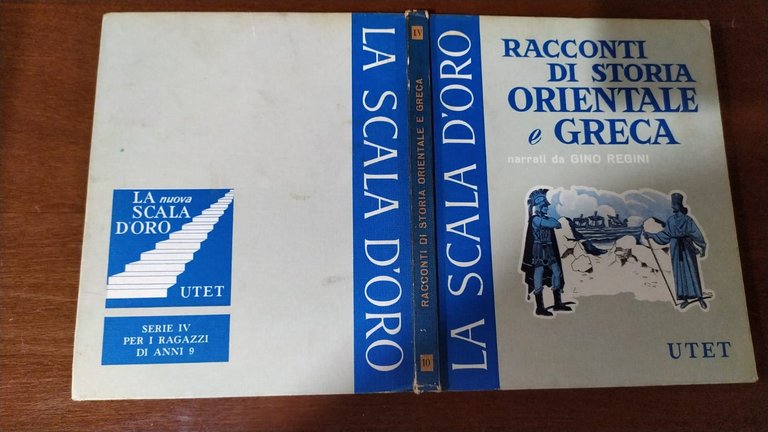 LA nuova
SCALA
D'ORO
UTET
SERIE IV
PER I RAGAZZI
DI ANNI 9
LA SCALA D'ORO
IV
RACCONTI DI STORIA ORIENTALE E GRECA
10
LA SCALA D'ORO
RACCONTI
DI STORIA
ORIENTALE
e GRECA
narrati da GINO REGINI
UTET